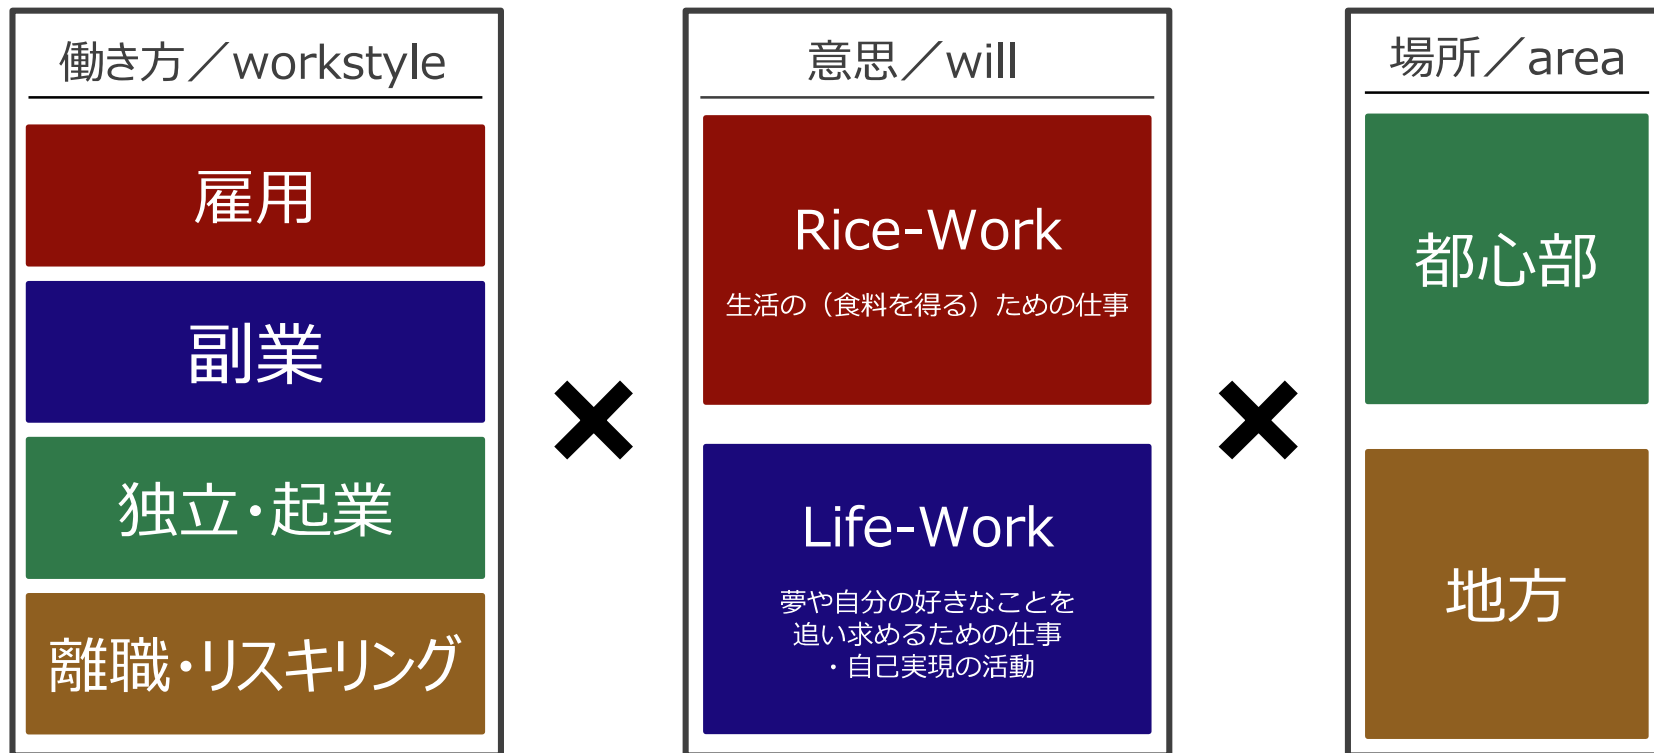 働き方／workstyle
雇用
副業
独立・起業
離職・リスキリング
×
意思／will
Rice-Work
生活の（食料を得る）ための仕事
Life-Work
夢や自分の好きなことを
追い求めるための仕事
・自己実現の活動
×
場所／area
都心部
地方